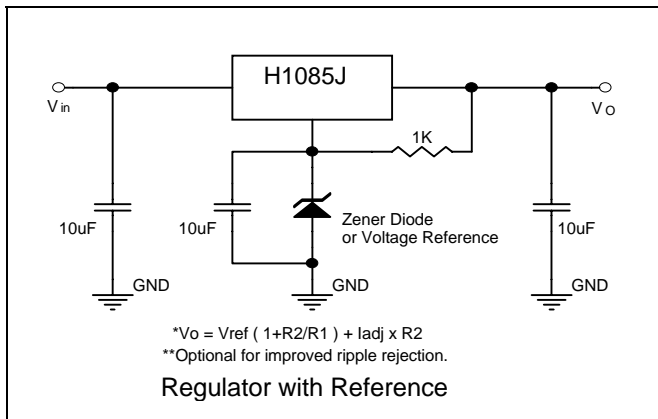 H1085J
Vin
VO
1K
10uF
10uF
Zener Diode
or Voltage Reference
10uF
GND
GND
GND
*Vo = Vref ( 1+R2/R1 ) + Iadj x R2
**Optional for improved ripple rejection.
Regulator with Reference